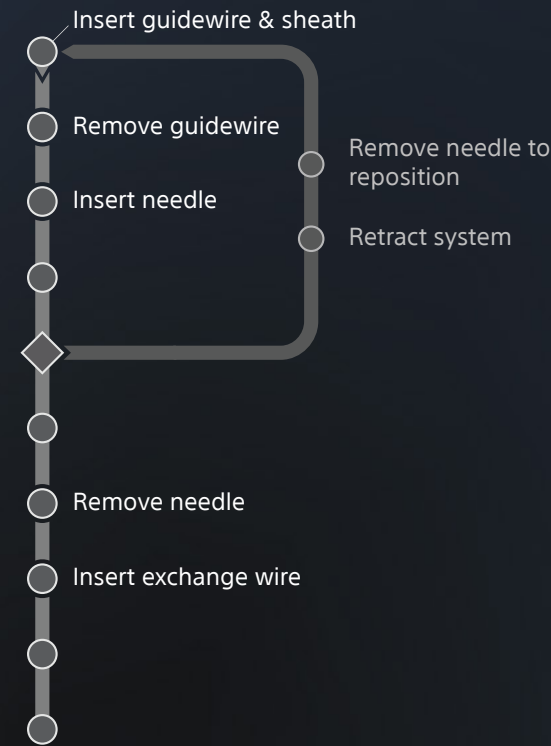 Insert guidewire & sheath
Remove guidewire
Remove needle to
reposition
Insert needle
Retract system
Remove needle
Insert exchange wire